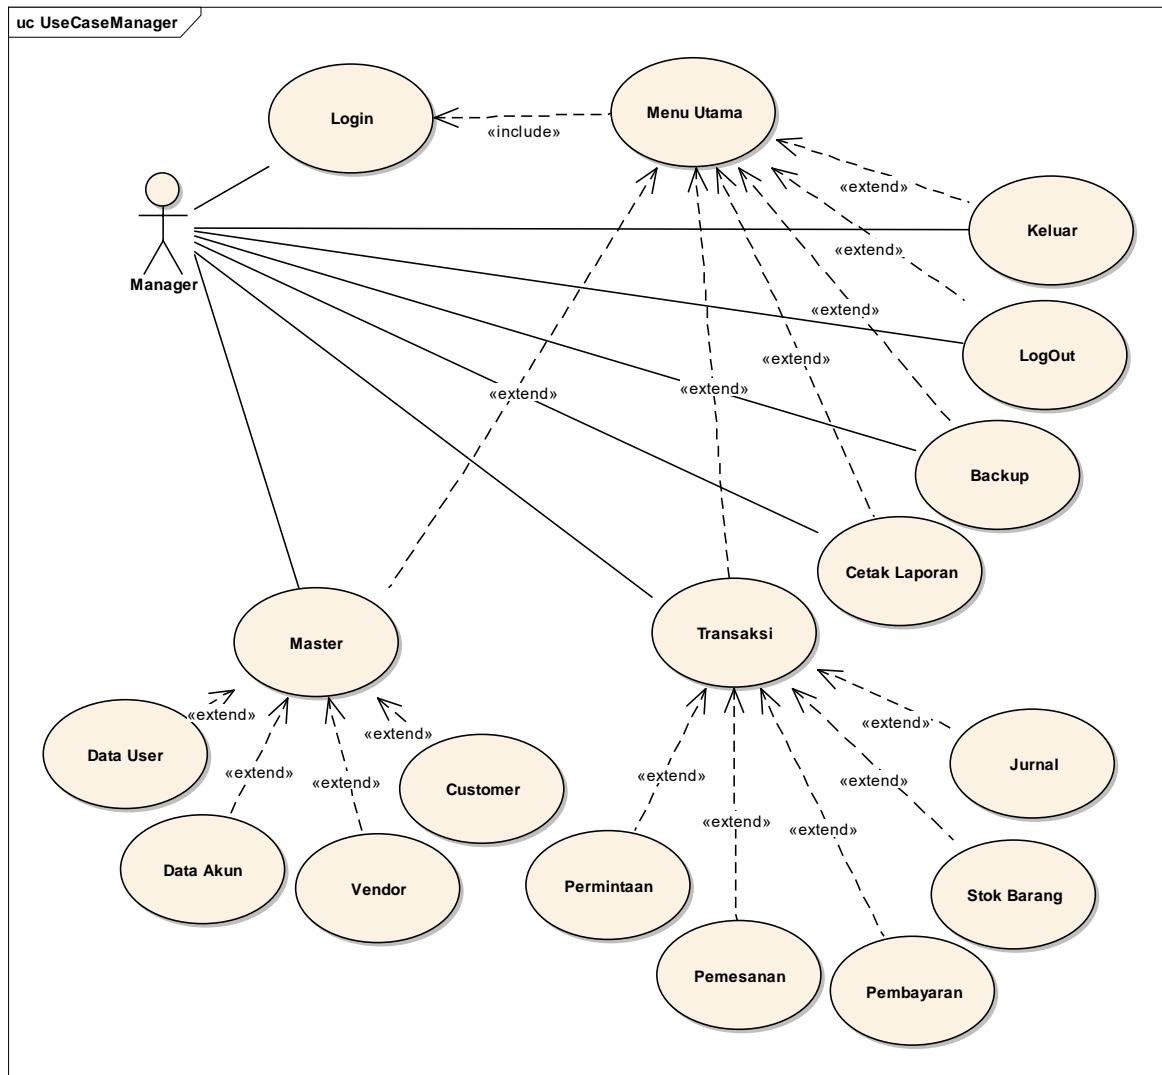 uc UseCaseManager
Login
Menu Utama
«include»
«extend»
Keluar
Manager
«extend»
«extend»
LogOut
«extend»
«extend»
«extend»
Backup
Cetak Laporan
Master
Transaksi
«extend»
Data User
«extend»
Customer
«extend»
«extend»
Data Akun
Vendor
«extend»
Jurnal
«extend»
«extend»
«extend»
«extend»
Permintaan
Stok Barang
Pemesanan
Pembayaran